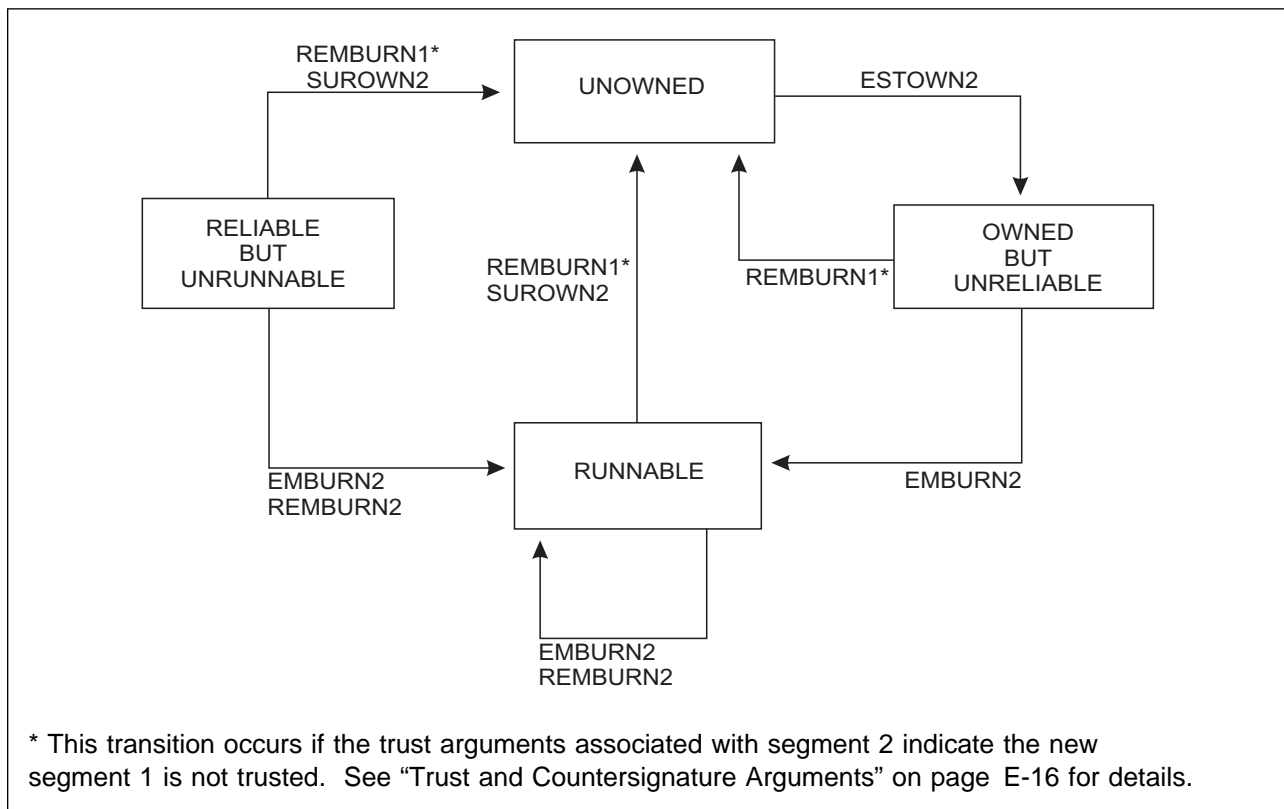 REMBURN1*
SUROWN2
UNOWNED
ESTOWN2
RELIABLE
BUT
UNRUNNABLE
REMBURN1*
SUROWN2
REMBURN1*
OWNED
BUT
UNRELIABLE
EMBURN2
REMBURN2
RUNNABLE
EMBURN2
EMBURN2
REMBURN2
* This transition occurs if the trust arguments associated with segment 2 indicate the new
segment 1 is not trusted. See “Trust and Countersignature Arguments” on page E-16 for details.